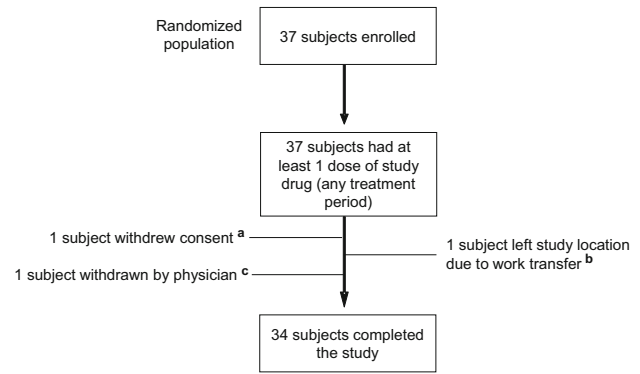 Randomized
population
37 subjects enrolled
37 subjects had at
least 1 dose of study
drug (any treatment
period)
1 subject withdrew consent a
1 subject left study location
due to work transfer b
1 subject withdrawn by physician c
34 subjects completed
the study